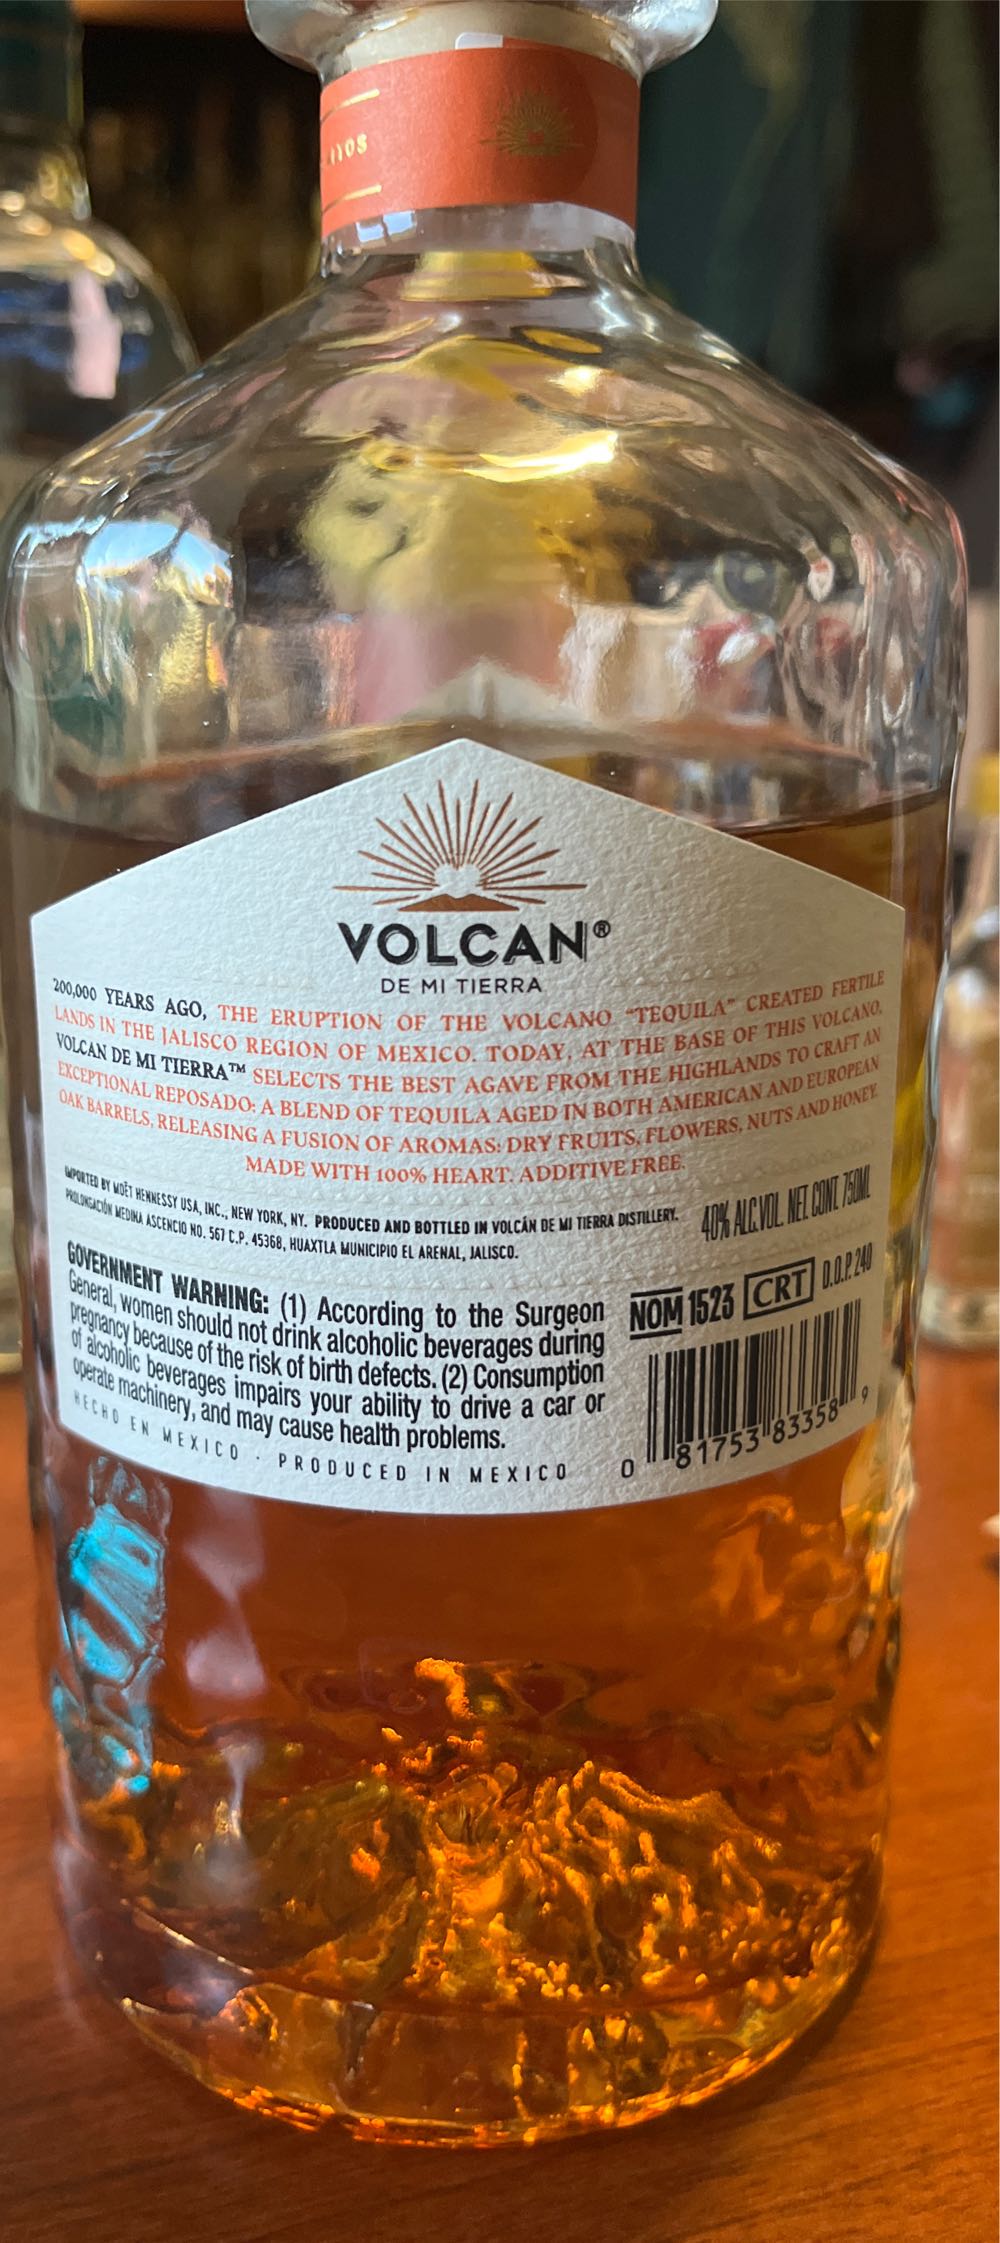 VOLCAN®
DE MI TIERRA
200,000 YEARS AGO, THE ERUPTION OF THE VOLCANO "TEQUILA" CREATED FERTILE
LANDS IN THE JALISCO REGION OF MEXICO. TODAY, AT THE BASE OF THIS VOLCANO,
VOLCAN DE MI TIERRA™ SELECTS THE BEST AGAVE FROM THE HIGHLANDS TO CRAFT AN
EXCEPTIONAL REPOSADO: A BLEND OF TEQUILA AGED IN BOTH AMERICAN AND EUROPEAN
OAK BARRELS, RELEASING A FUSION OF AROMAS: DRY FRUITS, FLOWERS, NUTS AND HONEY.
MADE WITH 100% HEART. ADDITIVE FREE.
IMPORTED BY MOËT HENNESSY USA, INC., NEW YORK, NY. PRODUCED AND BOTTLED IN VOLCÁN DE MI TIERRA DISTILLERY.
PROLONGACIÓN MEDINA ASCENCIO NO. 567 C.P. 45368, HUAXTLA MUNICIPIO EL ARENAL, JALISCO.
40% ALC.VOL. NET. CONT. 750ML
GOVERNMENT WARNING: (1) According to the Surgeon
General, women should not drink alcoholic beverages during
pregnancy because of the risk of birth defects. (2) Consumption
of alcoholic beverages impairs your ability to drive a car or
operate machinery, and may cause health problems.
HECHO EN MEXICO · PRODUCED IN MEXICO
NOM 1523 CRT D.O.P. 240
0 81753 83358 9